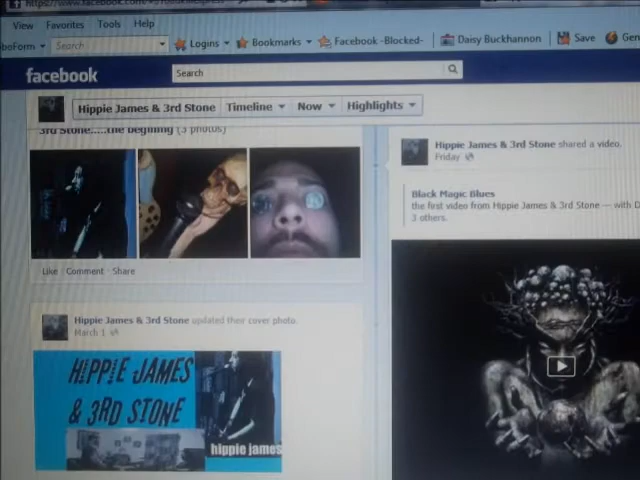 View Favorites Tools Help
Search Logins Bookmarks Facebook -Blocked- Daisy Buckhannon Save
facebook Search
Hippie James & 3rd Stone Timeline Now Highlights
3rd Stone.....the begining (3 photos)
Like · Comment · Share
Hippie James & 3rd Stone updated their cover photo.
March 1
HIPPIE JAMES
& 3RD STONE
hippie james
Hippie James & 3rd Stone shared a video.
Friday
Black Magic Blues
the first video from Hippie James & 3rd Stone — with D
3 others.